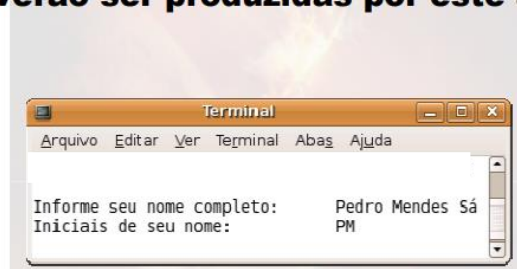 ser produzidas por este
Terminal
Arquivo Editar Ver Terminal Abas Ajuda
Informe seu nome completo: Pedro Mendes Sá
Iniciais de seu nome: PM